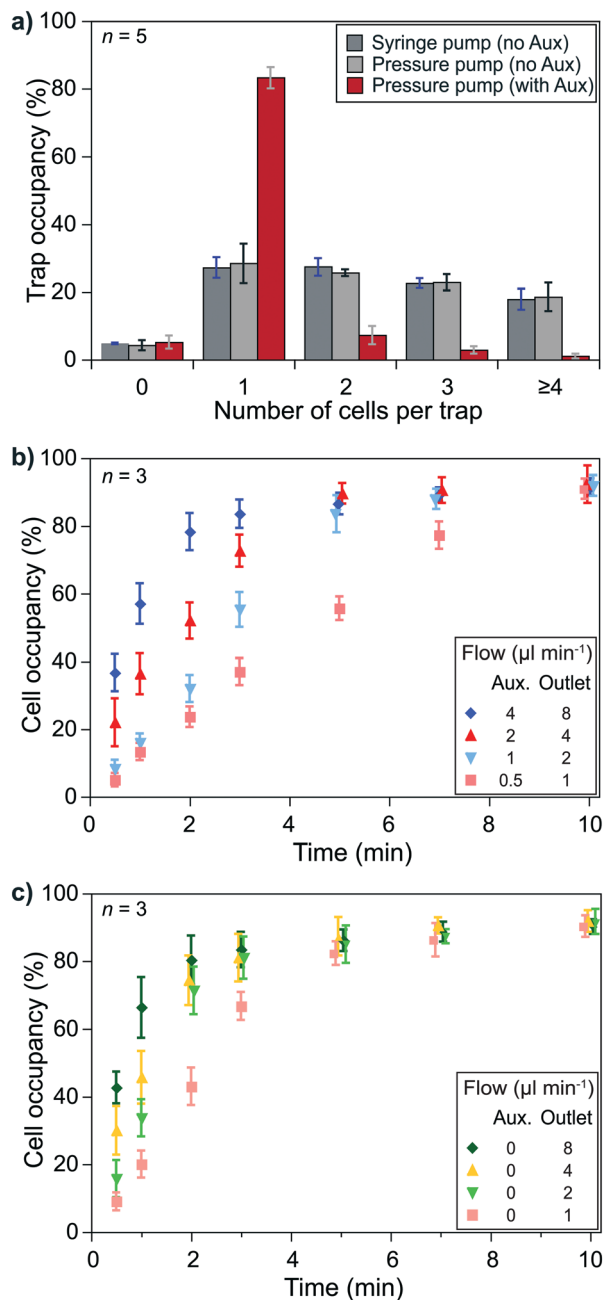 a)
n = 5
Syringe pump (no Aux)
Pressure pump (no Aux)
Pressure pump (with Aux)
Trap occupancy (%)
100
80
60
40
20
0
0 1 2 3 ≥4
Number of cells per trap
b)
n = 3
Cell occupancy (%)
100
80
60
40
20
0
Flow (µl min⁻¹)
Aux. Outlet
4 8
2 4
1 2
0.5 1
0 2 4 6 8 10
Time (min)
c)
n = 3
Cell occupancy (%)
100
80
60
40
20
0
Flow (µl min⁻¹)
Aux. Outlet
0 8
0 4
0 2
0 1
0 2 4 6 8 10
Time (min)